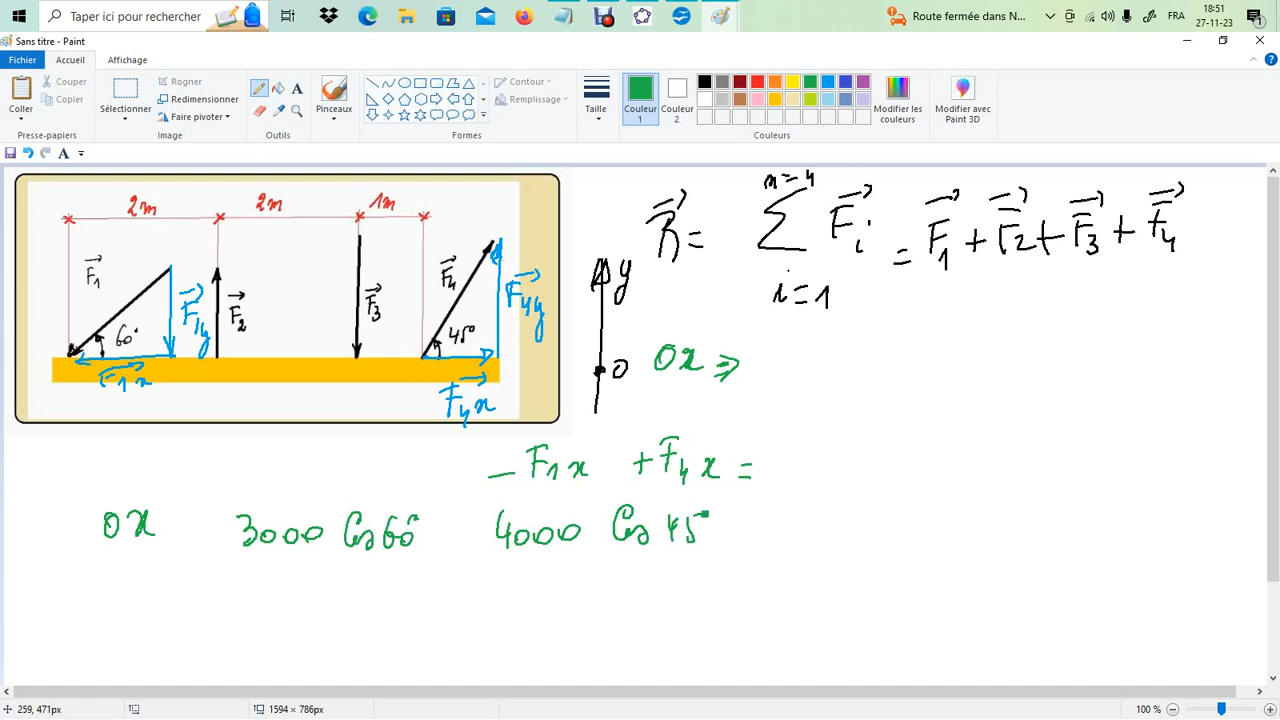 Taper ici pour rechercher
Route fermée dans N...
FRA
18:51
27-11-23
1
Sans titre - Paint
Fichier
Accueil
Affichage
Coller
Couper
Copier
Presse-papiers
Sélectionner
Rogner
Redimensionner
Faire pivoter
Image
A
Outils
Pinceaux
Contour
Remplissage
Formes
Taille
Couleur 1
Couleur 2
Couleurs
Modifier les couleurs
Modifier avec Paint 3D
A
2m
2m
1m
F1
60°
F1y
F1x
F2
F3
F4
45°
F4y
F4x
n=4
R = ∑ Fi = F1 + F2 + F3 + F4
i=1
y
0
0x ⇒
- F1x + F4x =
0x 3000 Cos 60° 4000 Cos 45°
259, 471px
1594 × 786px
100 %